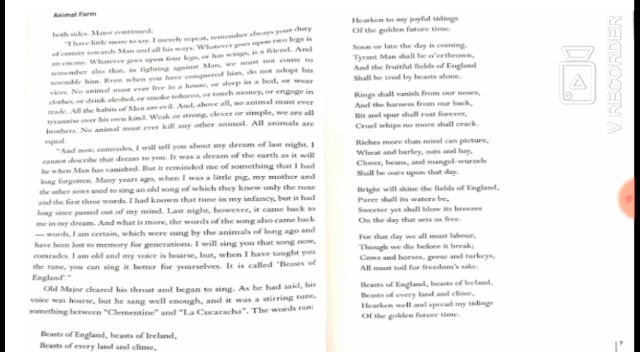 Animal Farm
both sides. Major continued:
"I have little more to say. I merely repeat, remember always your duty
of enmity towards Man and all his ways. Whatever goes upon two legs is
an enemy. Whatever goes upon four legs, or has wings, is a friend. And
remember also that, in fighting against Man, we must not come to
resemble him. Even when you have conquered him, do not adopt his
vices. No animal must ever live in a house, or sleep in a bed, or wear
clothes, or drink alcohol, or smoke tobacco, or touch money, or engage in
trade. All the habits of Man are evil. And, above all, no animal must ever
tyrannise over his own kind. Weak or strong, clever or simple, we are all
brothers. No animal must ever kill any other animal. All animals are
equal.
"And now, comrades, I will tell you about my dream of last night. I
cannot describe that dream to you. It was a dream of the earth as it will
be when Man has vanished. But it reminded me of something that I had
long forgotten. Many years ago, when I was a little pig, my mother and
the other sows used to sing an old song of which they knew only the tune
and the first three words. I had known that tune in my infancy, but it had
long since passed out of my mind. Last night, however, it came back to
me in my dream. And what is more, the words of the song also came back
— words, I am certain, which were sung by the animals of long ago and
have been lost to memory for generations. I will sing you that song now,
comrades. I am old and my voice is hoarse, but, when I have taught you
the tune, you can sing it better for yourselves. It is called 'Beasts of
England'."
Old Major cleared his throat and began to sing. As he had said, his
voice was hoarse, but he sang well enough, and it was a stirring tune,
something between "Clementine" and "La Cucaracha". The words ran:
Beasts of England, beasts of Ireland,
Beasts of every land and clime,
Hearken to my joyful tidings
Of the golden future time.
Soon or late the day is coming,
Tyrant Man shall be o'erthrown,
And the fruitful fields of England
Shall be trod by beasts alone.
Rings shall vanish from our noses,
And the harness from our back,
Bit and spur shall rust forever,
Cruel whips no more shall crack.
Riches more than mind can picture,
Wheat and barley, oats and hay,
Clover, beans, and mangel-wurzels
Shall be ours upon that day.
Bright will shine the fields of England,
Purer shall its waters be,
Sweeter yet shall blow its breezes
On the day that sets us free.
For that day we all must labour,
Though we die before it break;
Cows and horses, geese and turkeys,
All must toil for freedom's sake.
Beasts of England, beasts of Ireland,
Beasts of every land and clime,
Hearken well and spread my tidings
Of the golden future time.
7
V RECORDER